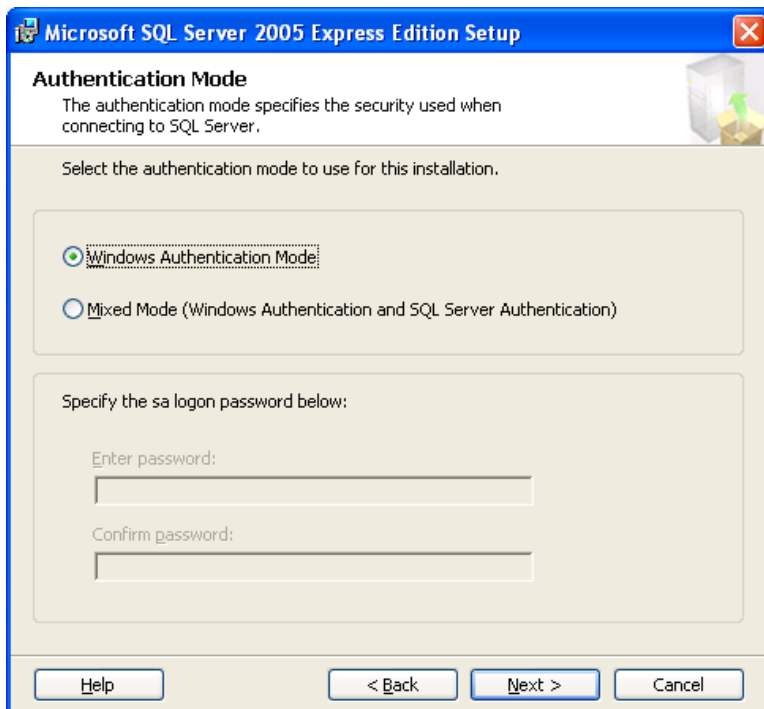 Microsoft SQL Server 2005 Express Edition Setup
Authentication Mode
The authentication mode specifies the security used when
connecting to SQL Server.
Select the authentication mode to use for this installation.
Windows Authentication Mode
Mixed Mode (Windows Authentication and SQL Server Authentication)
Specify the sa logon password below:
Enter password:
Confirm password:
Help
< Back
Next >
Cancel